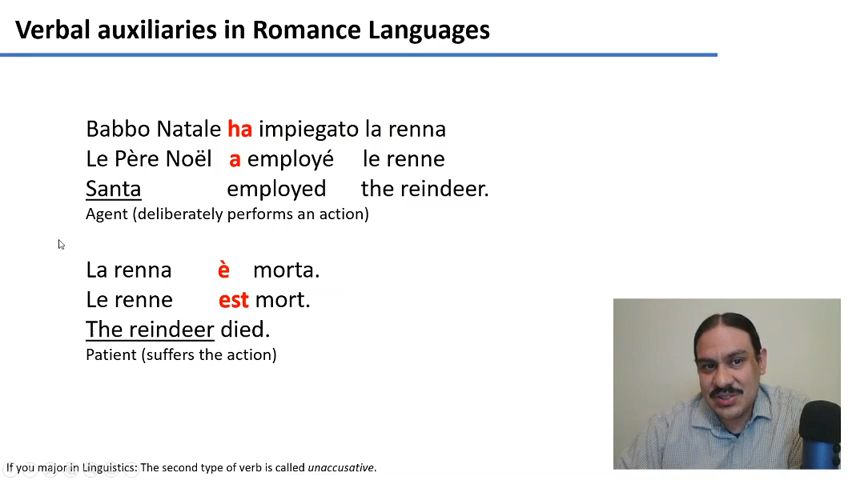 Verbal auxiliaries in Romance Languages
Babbo Natale ha impiegato la renna
Le Père Noël a employé le renne
Santa employed the reindeer.
Agent (deliberately performs an action)
La renna è morta.
Le renne est mort.
The reindeer died.
Patient (suffers the action)
If you major in Linguistics: The second type of verb is called unaccusative.